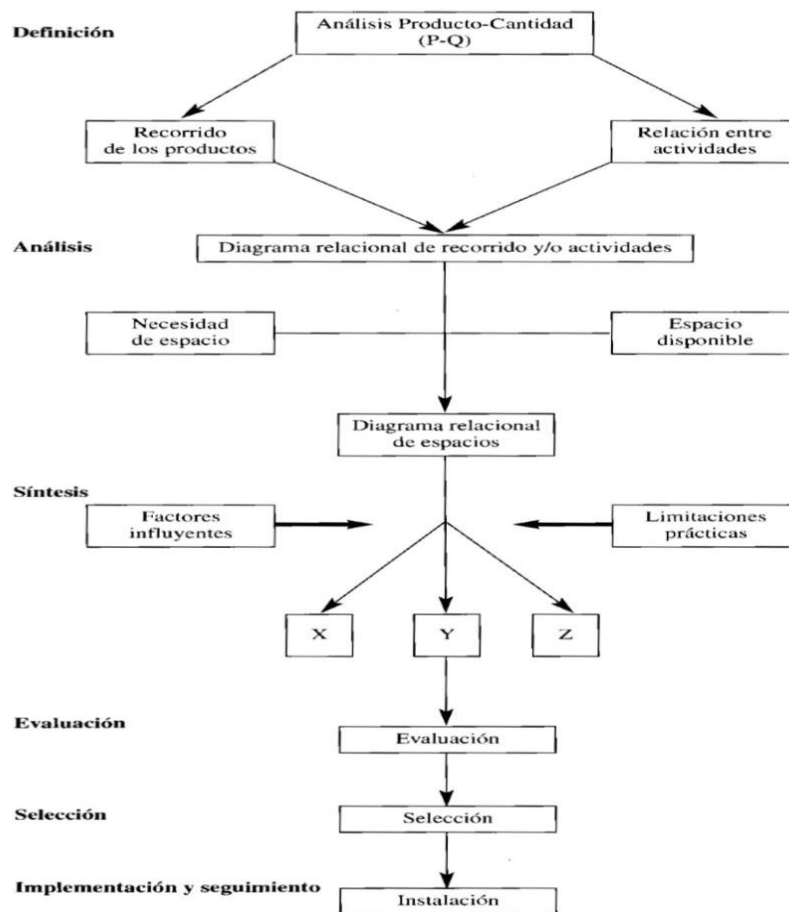 Definición
Análisis Producto-Cantidad
(P-Q)
Recorrido
de los productos
Relación entre
actividades
Análisis
Diagrama relacional de recorrido y/o actividades
Necesidad
de espacio
Espacio
disponible
Diagrama relacional
de espacios
Síntesis
Factores
influyentes
Limitaciones
prácticas
X
Y
Z
Evaluación
Evaluación
Selección
Selección
Implementación y seguimiento
Instalación